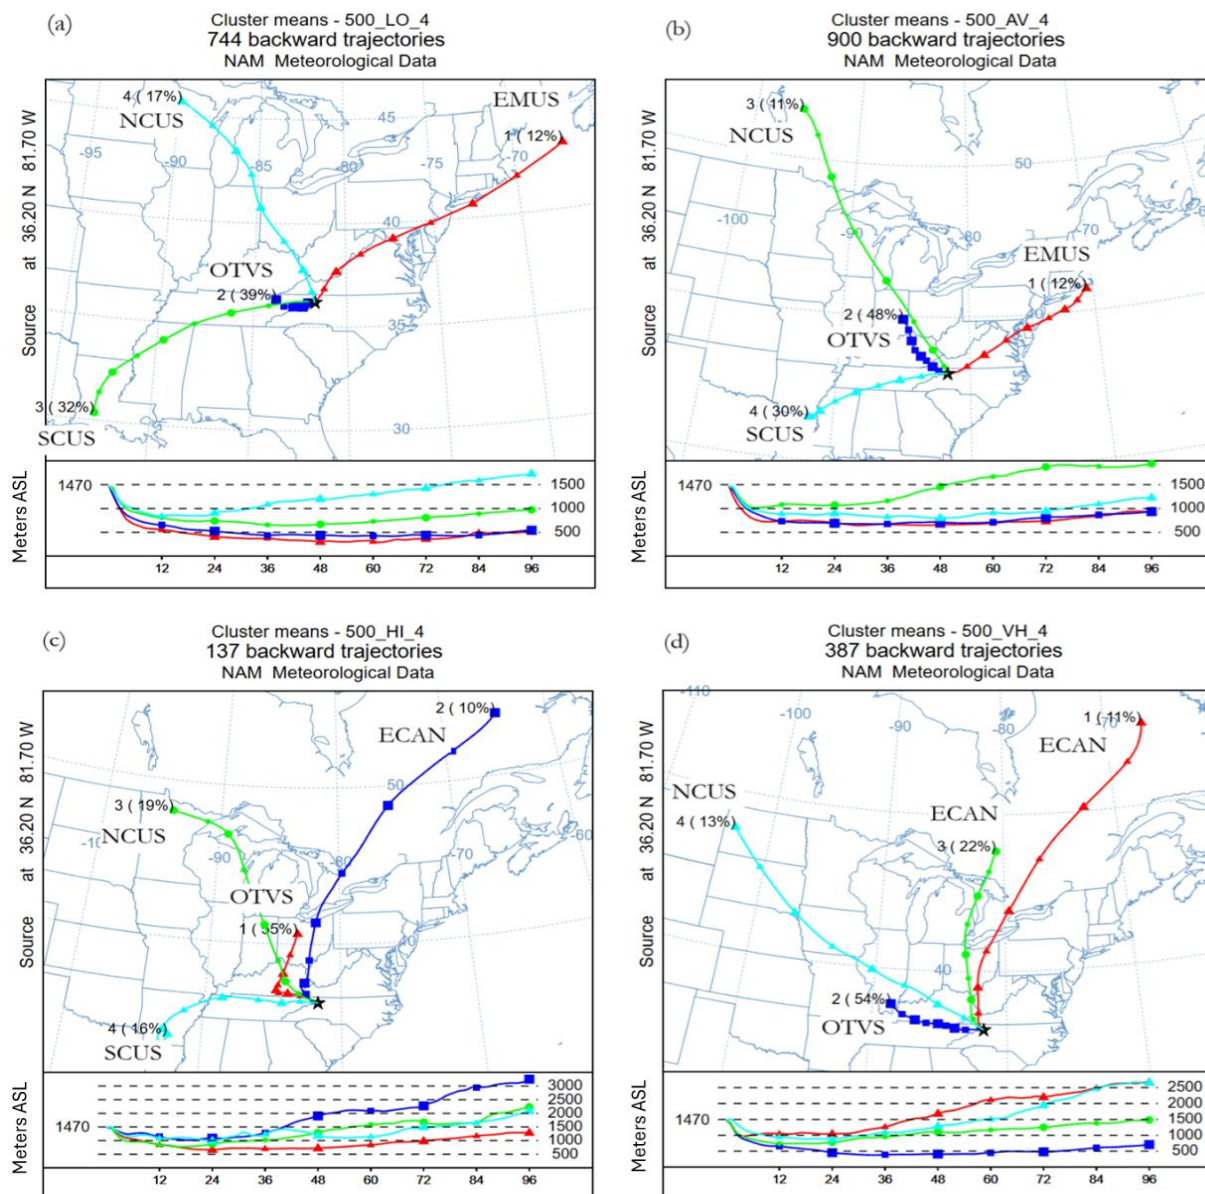 (a)
Cluster means - 500_LO_4
744 backward trajectories
NAM Meteorological Data
Source at 36.20 N 81.70 W
4 ( 17%)
NCUS
EMUS
1 ( 12%)
-95
-90
-85
-75
-70
45
40
35
30
OTVS
2 ( 39%)
3 ( 32%)
SCUS
Meters ASL
1470
1500
1000
500
12 24 36 48 60 72 84 96
(b)
Cluster means - 500_AV_4
900 backward trajectories
NAM Meteorological Data
Source at 36.20 N 81.70 W
3 ( 11%)
NCUS
50
-100
-90
-80
-70
EMUS
1 ( 12%)
2 ( 48%)
OTVS
4 ( 30%)
SCUS
Meters ASL
1470
1500
1000
500
12 24 36 48 60 72 84 96
(c)
Cluster means - 500_HI_4
137 backward trajectories
NAM Meteorological Data
Source at 36.20 N 81.70 W
2 ( 10%)
ECAN
50
3 ( 19%)
NCUS
-90
-80
-70
-60
OTVS
1 ( 35%)
4 ( 16%)
SCUS
Meters ASL
1470
3000
2500
2000
1500
1000
500
12 24 36 48 60 72 84 96
(d)
Cluster means - 500_VH_4
387 backward trajectories
NAM Meteorological Data
Source at 36.20 N 81.70 W
-110
-100
-90
-80
-70
1 ( 11%)
ECAN
NCUS
4 ( 13%)
ECAN
3 ( 22%)
40
2 ( 54%)
OTVS
Meters ASL
1470
2500
2000
1500
1000
500
12 24 36 48 60 72 84 96